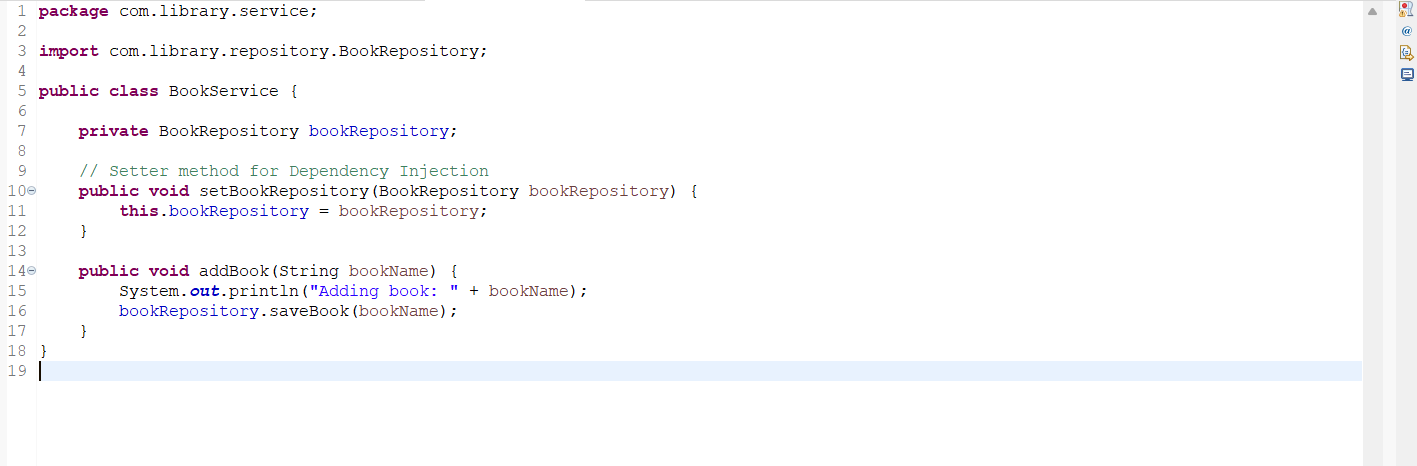 1 package com.library.service;
2
3 import com.library.repository.BookRepository;
4
5 public class BookService {
6
7     private BookRepository bookRepository;
8
9     // Setter method for Dependency Injection
10     public void setBookRepository(BookRepository bookRepository) {
11         this.bookRepository = bookRepository;
12     }
13
14     public void addBook(String bookName) {
15         System.out.println("Adding book: " + bookName);
16         bookRepository.saveBook(bookName);
17     }
18 }
19